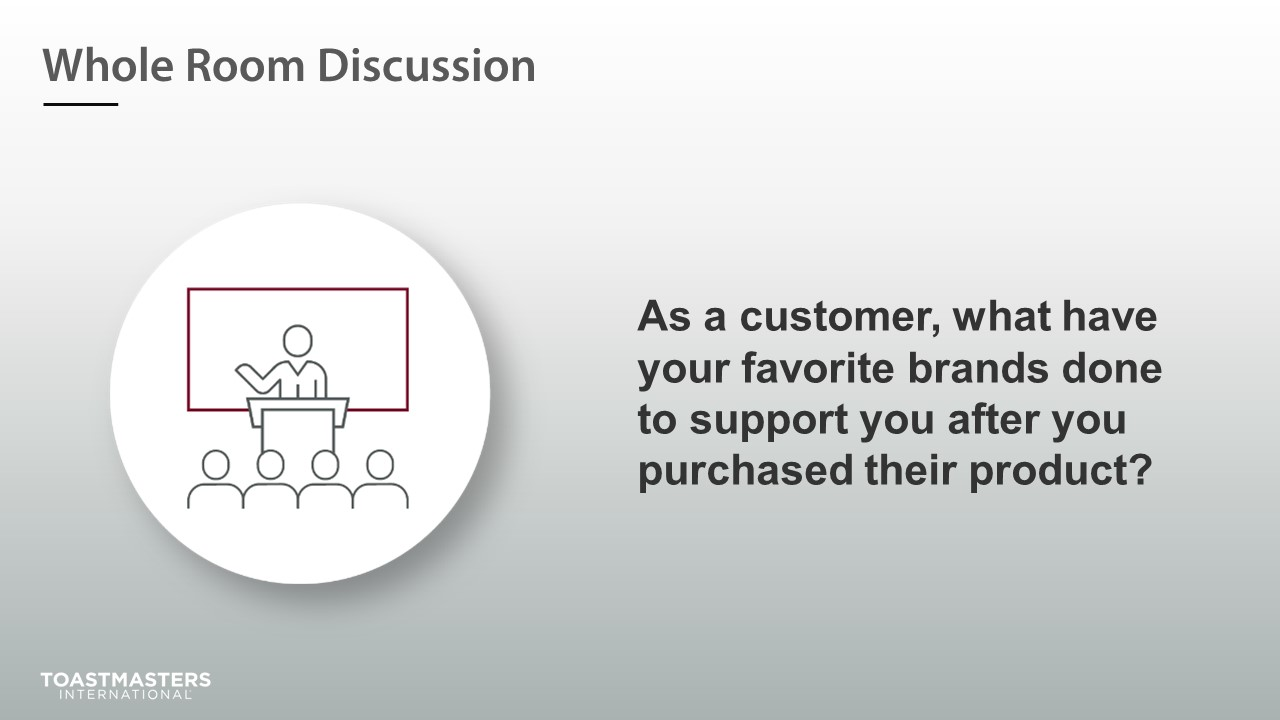 Whole Room Discussion
As a customer, what have
your favorite brands done
to support you after you
purchased their product?
TOASTMASTERS
INTERNATIONAL